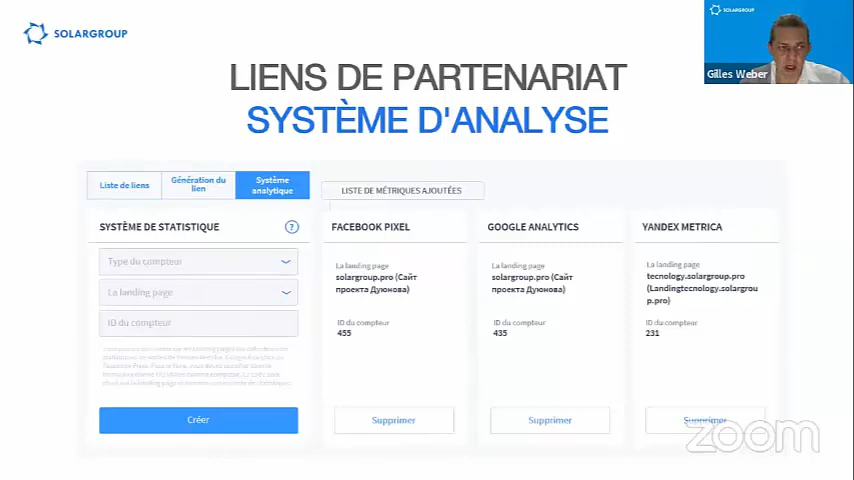 SOLARGROUP
SOLARGROUP
Gilles Weber
LIENS DE PARTENARIAT
SYSTÈME D'ANALYSE
Liste de liens
Génération du
lien
Système
analytique
LISTE DE MÉTRIQUES AJOUTÉES
SYSTÈME DE STATISTIQUE
?
Type du compteur
La landing page
ID du compteur
Créer
FACEBOOK PIXEL
La landing page
solargroup.pro (Сайт
проекта Дуюнова)
ID du compteur
455
Supprimer
GOOGLE ANALYTICS
La landing page
solargroup.pro (Сайт
проекта Дуюнова)
ID du compteur
435
Supprimer
YANDEX METRICA
La landing page
tecnology.solargroup.pro
(Landingtecnology.solargrou
p.pro)
ID du compteur
231
Supprimer
zoom